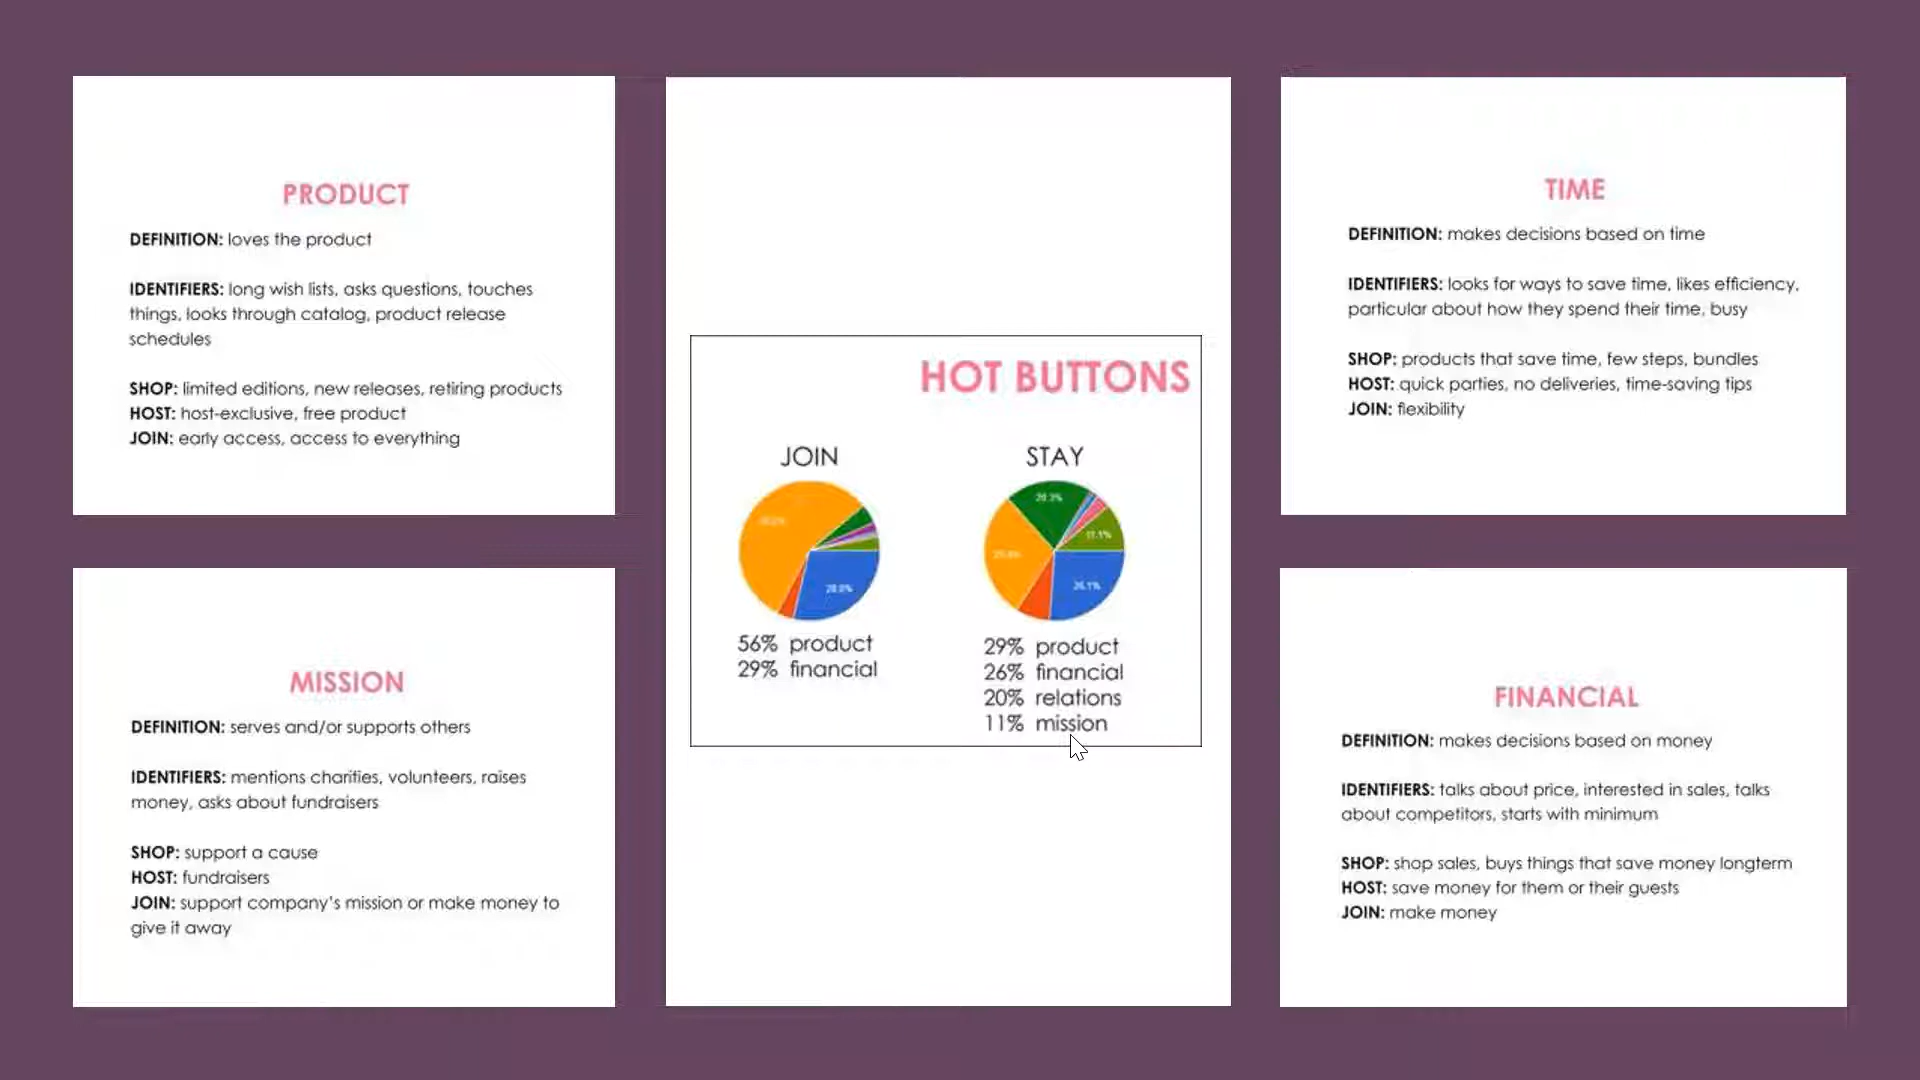 PRODUCT
DEFINITION: loves the product
IDENTIFIERS: long wish lists, asks questions, touches
things, looks through catalog, product release
schedules
SHOP: limited editions, new releases, retiring products
HOST: host-exclusive, free product
JOIN: early access, access to everything
MISSION
DEFINITION: serves and/or supports others
IDENTIFIERS: mentions charities, volunteers, raises
money, asks about fundraisers
SHOP: support a cause
HOST: fundraisers
JOIN: support company's mission or make money to
give it away
HOT BUTTONS
JOIN
STAY
20.3%
11.1%
26.1%
56% product
29% financial
29% product
26% financial
20% relations
11% mission
TIME
DEFINITION: makes decisions based on time
IDENTIFIERS: looks for ways to save time, likes efficiency,
particular about how they spend their time, busy
SHOP: products that save time, few steps, bundles
HOST: quick parties, no deliveries, time-saving tips
JOIN: flexibility
FINANCIAL
DEFINITION: makes decisions based on money
IDENTIFIERS: talks about price, interested in sales, talks
about competitors, starts with minimum
SHOP: shop sales, buys things that save money longterm
HOST: save money for them or their guests
JOIN: make money